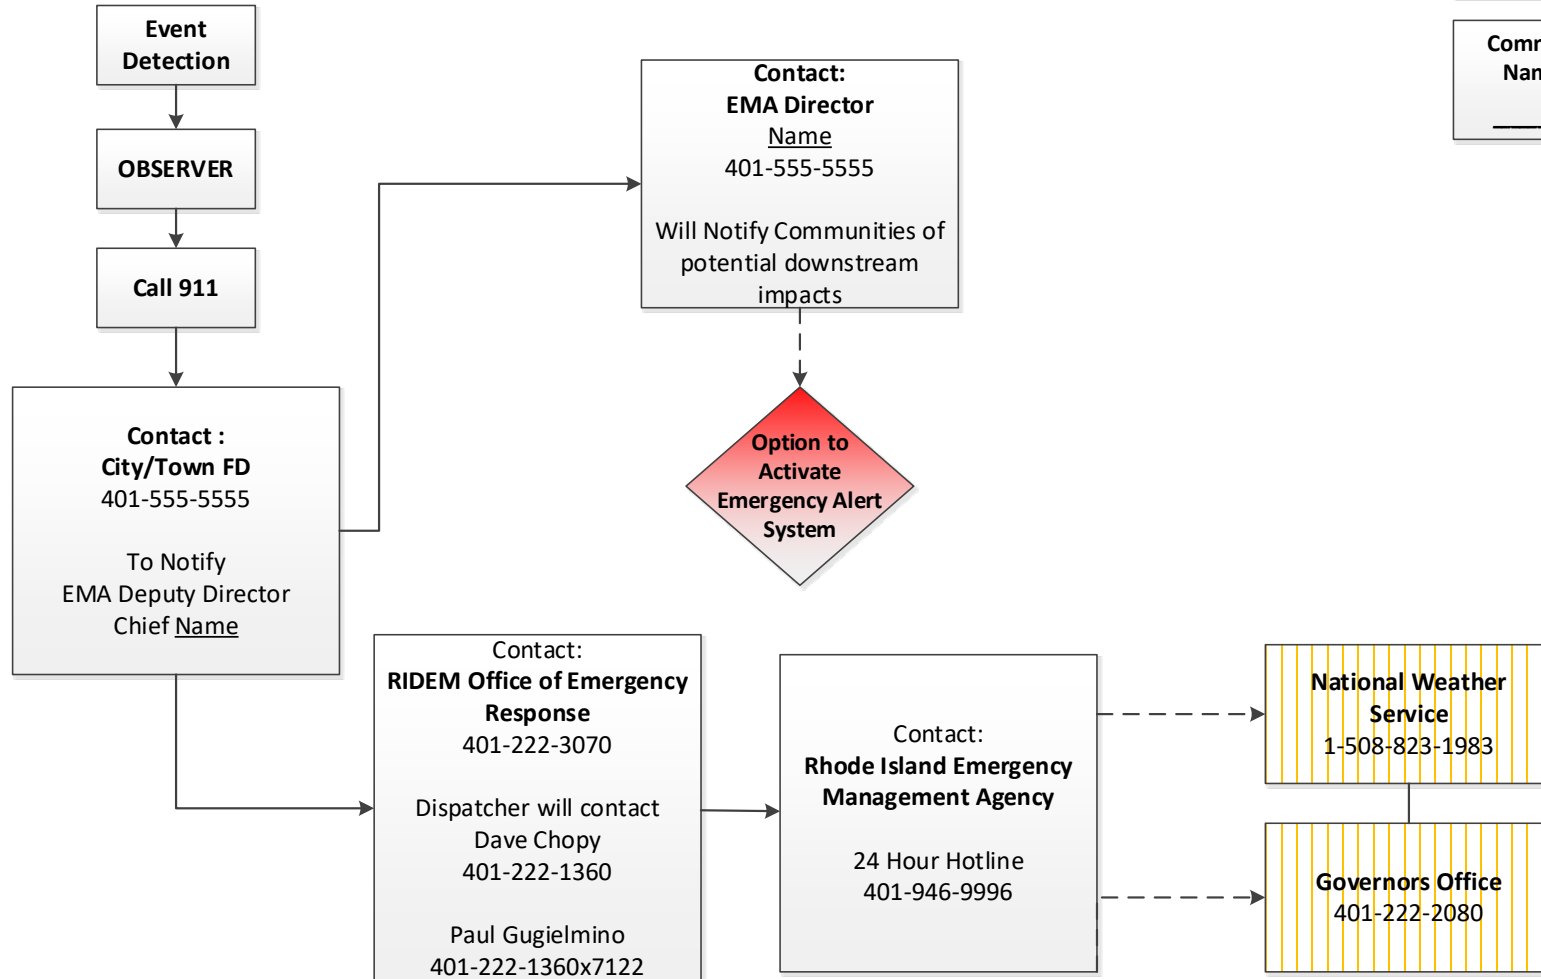 Event
Detection
OBSERVER
Call 911
Contact :
City/Town FD
401-555-5555
To Notify
EMA Deputy Director
Chief Name
Contact:
EMA Director
Name
401-555-5555
Will Notify Communities of
potential downstream
impacts
Option to
Activate
Emergency Alert
System
Contact:
RIDEM Office of Emergency
Response
401-222-3070
Dispatcher will contact
Dave Chopy
401-222-1360
Paul Gugielmino
401-222-1360x7122
Contact:
Rhode Island Emergency
Management Agency
24 Hour Hotline
401-946-9996
National Weather
Service
1-508-823-1983
Governors Office
401-222-2080